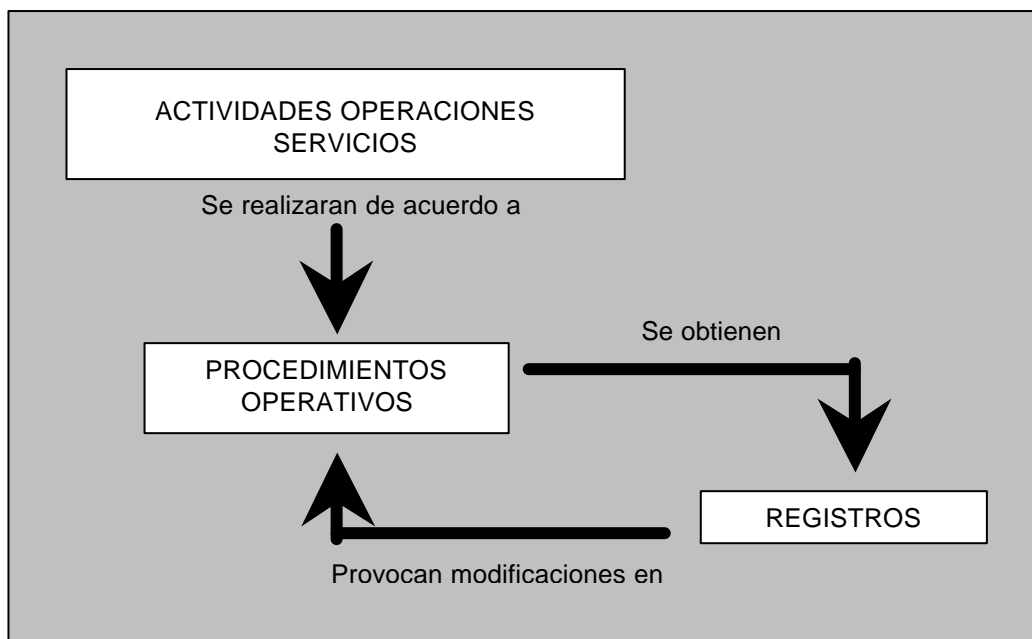 ACTIVIDADES OPERACIONES
SERVICIOS
Se realizaran de acuerdo a
Se obtienen
PROCEDIMIENTOS
OPERATIVOS
REGISTROS
Provocan modificaciones en